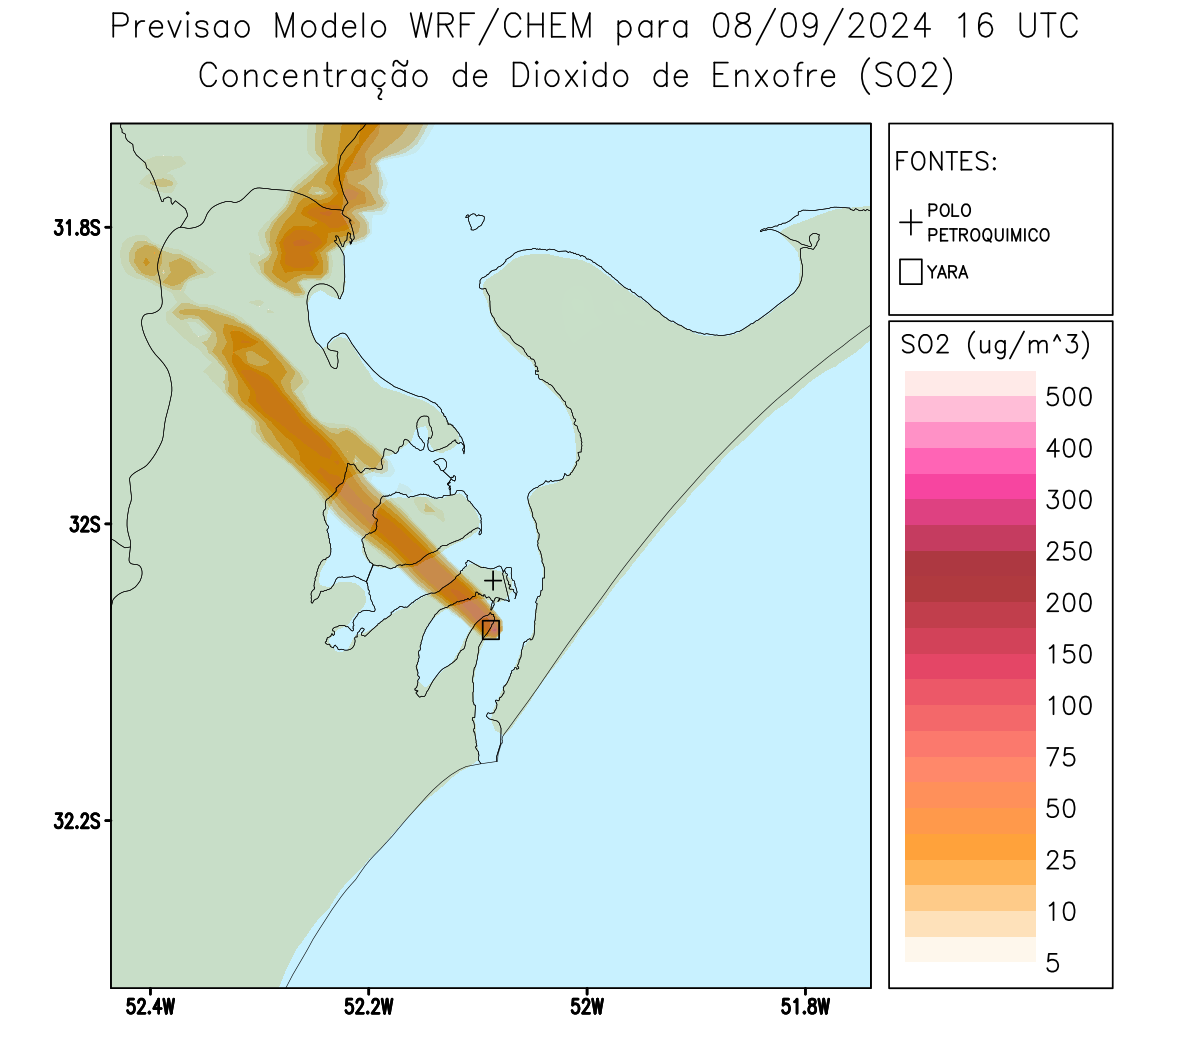 Previsao Modelo WRF/CHEM para 08/09/2024 16 UTC
Concentração de Dioxido de Enxofre (SO2)
FONTES:
POLO
PETROQUIMICO
YARA
31.8S
32S
32.2S
52.4W
52.2W
52W
51.8W
SO2 (ug/m^3)
500
400
300
250
200
150
100
75
50
25
10
5